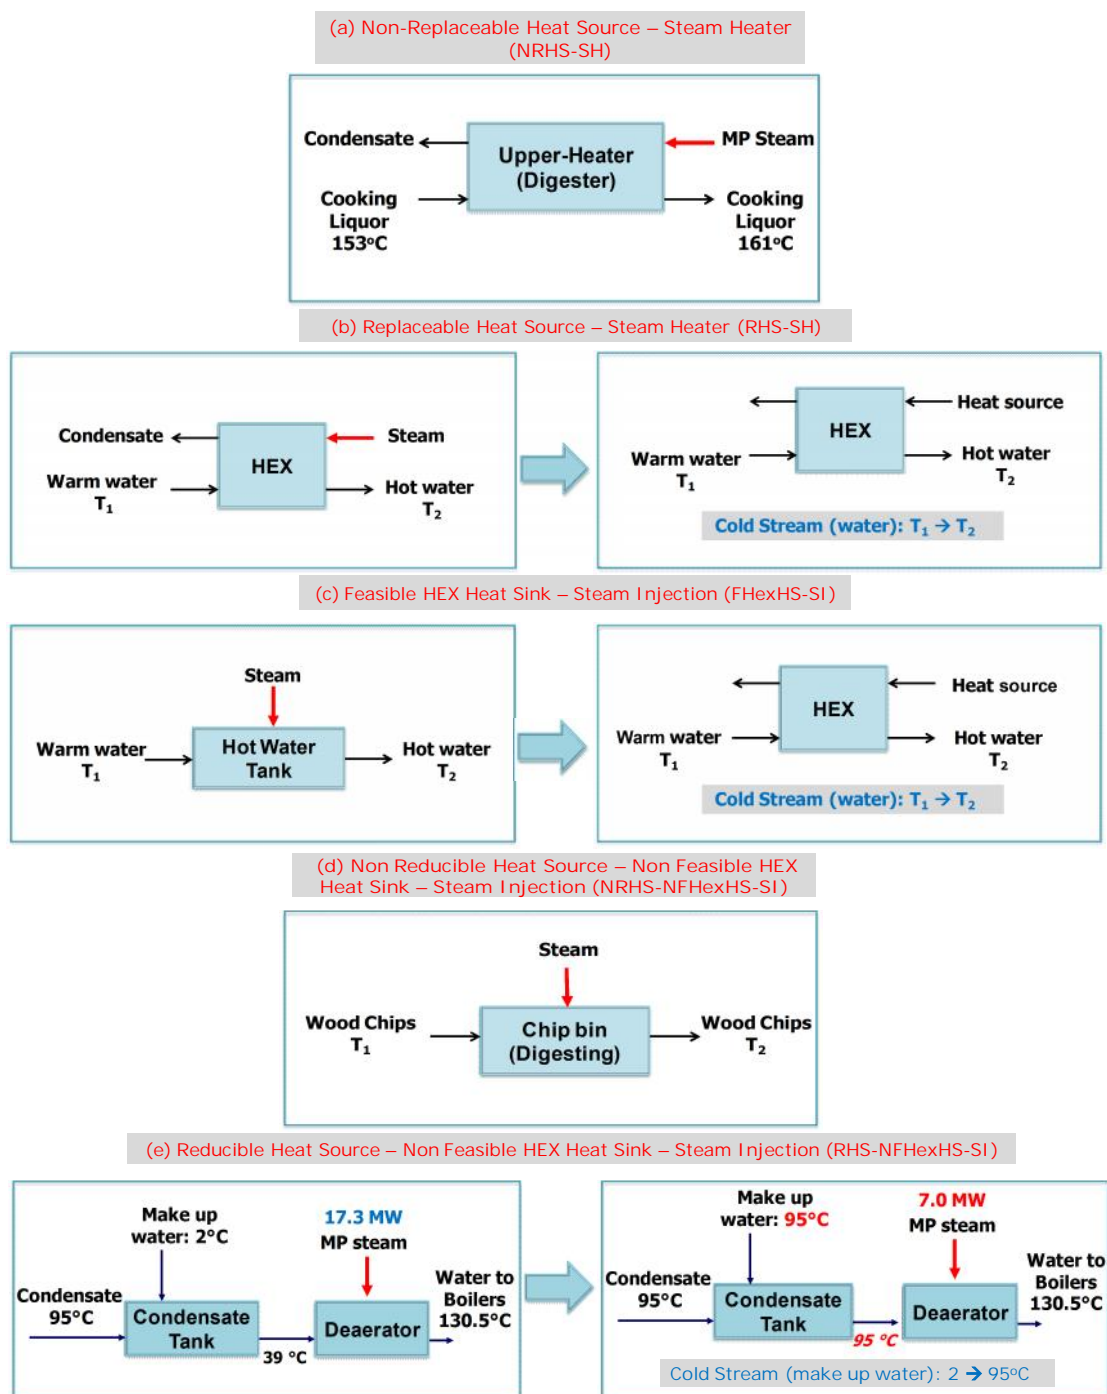 (a) Non-Replaceable Heat Source – Steam Heater
(NRHS-SH)
Condensate
Upper-Heater
(Digester)
MP Steam
Cooking
Liquor
153°C
Cooking
Liquor
161°C
(b) Replaceable Heat Source – Steam Heater (RHS-SH)
Condensate
HEX
Steam
Warm water
T1
Hot water
T2
HEX
Heat source
Warm water
T1
Hot water
T2
Cold Stream (water): T1 → T2
(c) Feasible HEX Heat Sink – Steam Injection (FHexHS-SI)
Steam
Warm water
T1
Hot Water
Tank
Hot water
T2
HEX
Heat source
Warm water
T1
Hot water
T2
Cold Stream (water): T1 → T2
(d) Non Reducible Heat Source – Non Feasible HEX
Heat Sink – Steam Injection (NRHS-NFHexHS-SI)
Steam
Wood Chips
T1
Chip bin
(Digesting)
Wood Chips
T2
(e) Reducible Heat Source – Non Feasible HEX Heat Sink – Steam Injection (RHS-NFHexHS-SI)
Make up
water: 2°C
17.3 MW
MP steam
Condensate
95°C
Condensate
Tank
39 °C
Deaerator
Water to
Boilers
130.5°C
Make up
water: 95°C
7.0 MW
MP steam
Condensate
95°C
Condensate
Tank
95 °C
Deaerator
Water to
Boilers
130.5°C
Cold Stream (make up water): 2 → 95°C